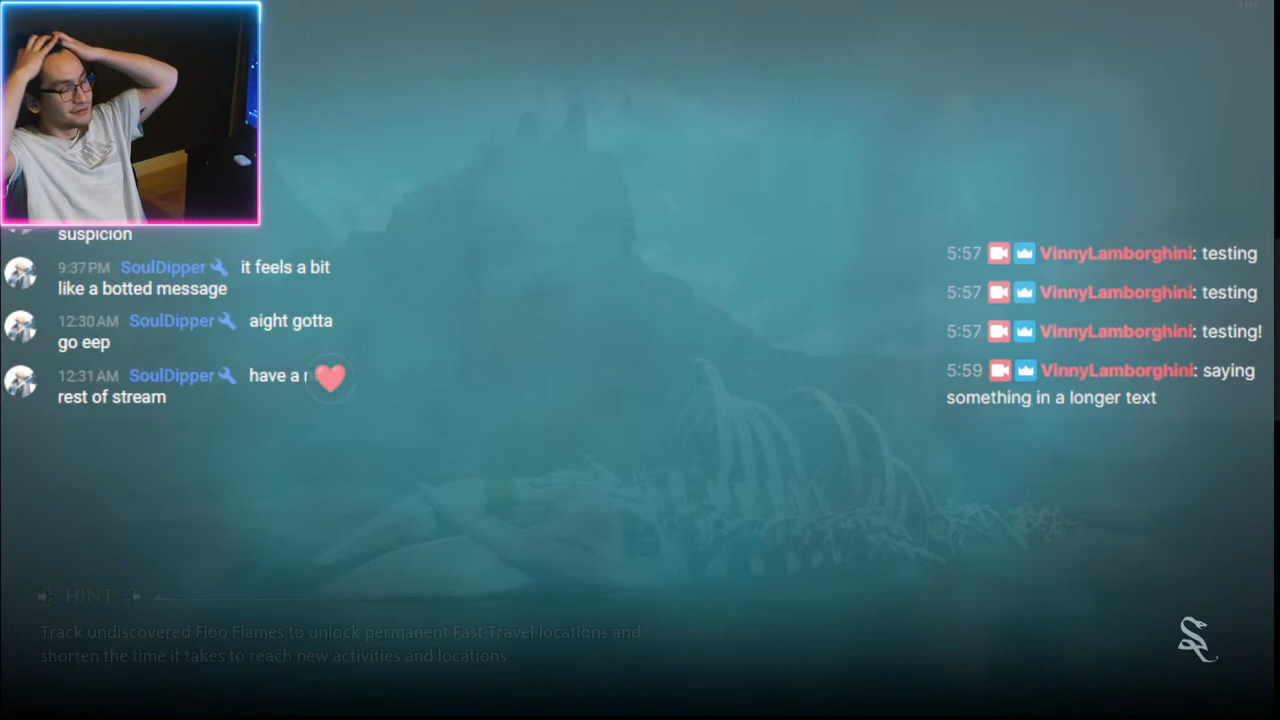 suspicion
9:37 PM SoulDipper it feels a bit
like a botted message
12:30 AM SoulDipper aight gotta
go eep
12:31 AM SoulDipper have a
rest of stream
5:57 VinnyLamborghini: testing
5:57 VinnyLamborghini: testing
5:57 VinnyLamborghini: testing!
5:59 VinnyLamborghini: saying
something in a longer text
HINT
Track undiscovered Floo Flames to unlock permanent Fast Travel locations and
shorten the time it takes to reach new activities and locations.